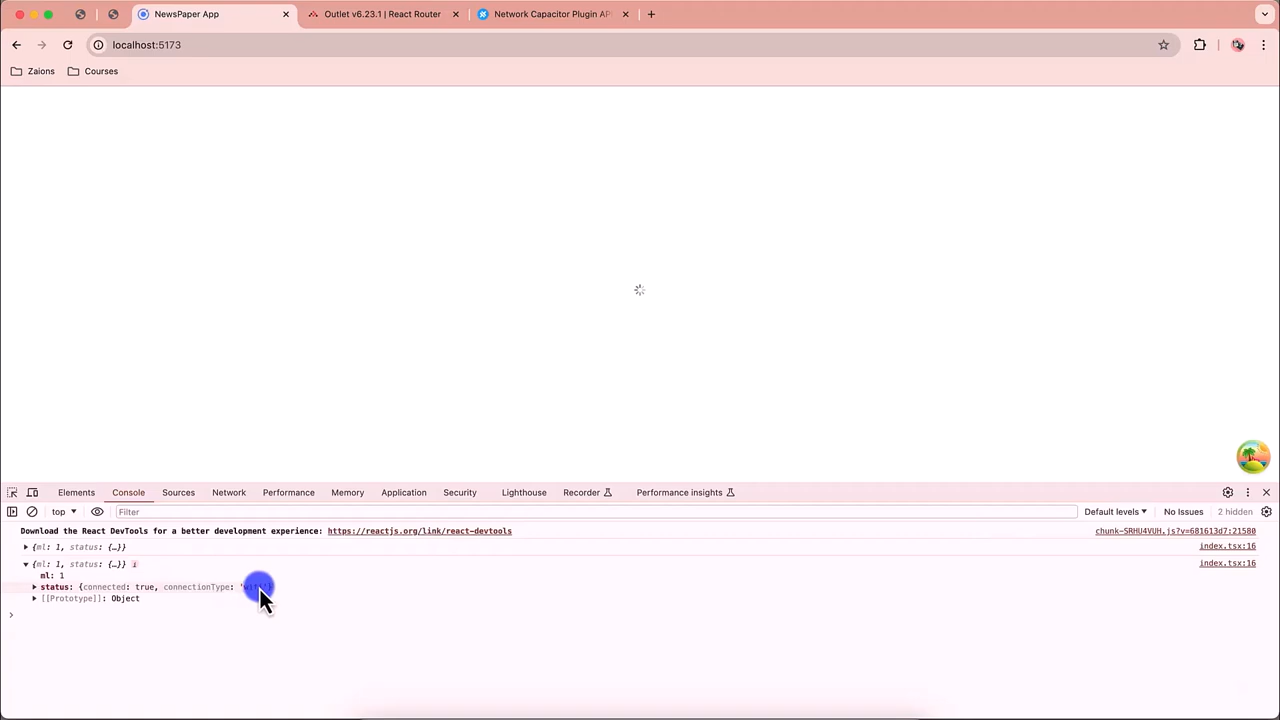 NewsPaper App
Outlet v6.23.1 | React Router
Network Capacitor Plugin AP
localhost:5173
Zaions
Courses
Elements
Console
Sources
Network
Performance
Memory
Application
Security
Lighthouse
Recorder
Performance insights
top
Filter
Default levels
No Issues
2 hidden
Download the React DevTools for a better development experience: https://reactjs.org/link/react-devtools
chunk-SRHU4VUH.js?v=681613d7:21580
{ml: 1, status: {…}}
index.tsx:16
{ml: 1, status: {…}} i
index.tsx:16
ml: 1
status: {connected: true, connectionType:
[[Prototype]]: Object